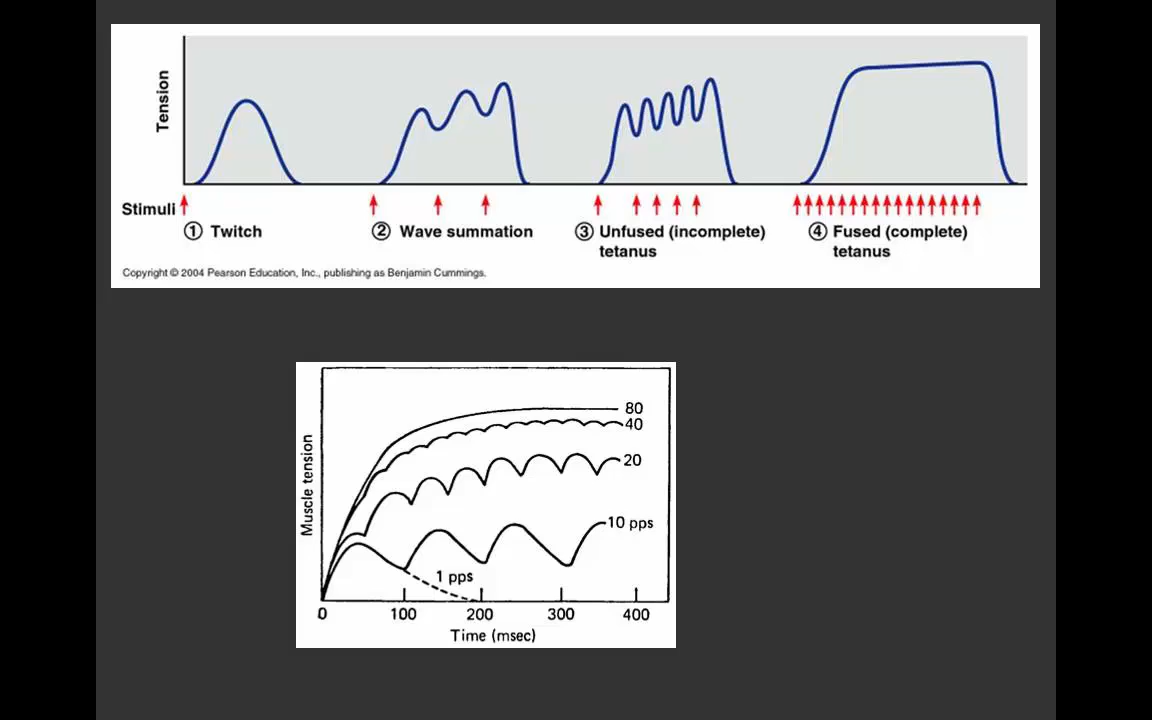 Tension
Stimuli
① Twitch
② Wave summation
③ Unfused (incomplete)
tetanus
④ Fused (complete)
tetanus
Copyright © 2004 Pearson Education, Inc., publishing as Benjamin Cummings.
Muscle tension
80
40
20
10 pps
1 pps
0 100 200 300 400
Time (msec)